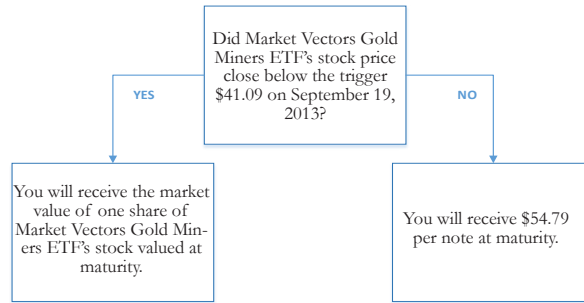 Did Market Vectors Gold
Miners ETF's stock price
close below the trigger
$41.09 on September 19,
2013?
YES
NO
You will receive the market
value of one share of
Market Vectors Gold Min-
ers ETF's stock valued at
maturity.
You will receive $54.79
per note at maturity.